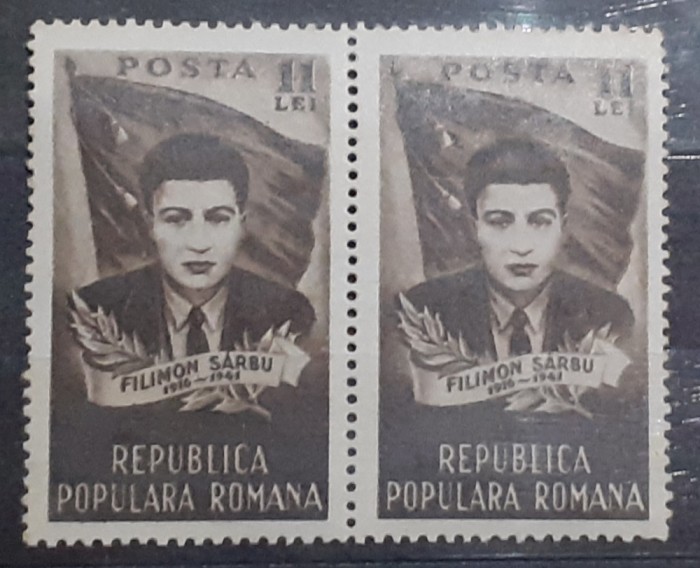 POSTA 11
LEI
FILIMON SÂRBU
1916-1941
REPUBLICA
POPULARA ROMANA
POSTA 11
LEI
FILIMON SÂRBU
1916-1941
REPUBLICA
POPULARA ROMANA